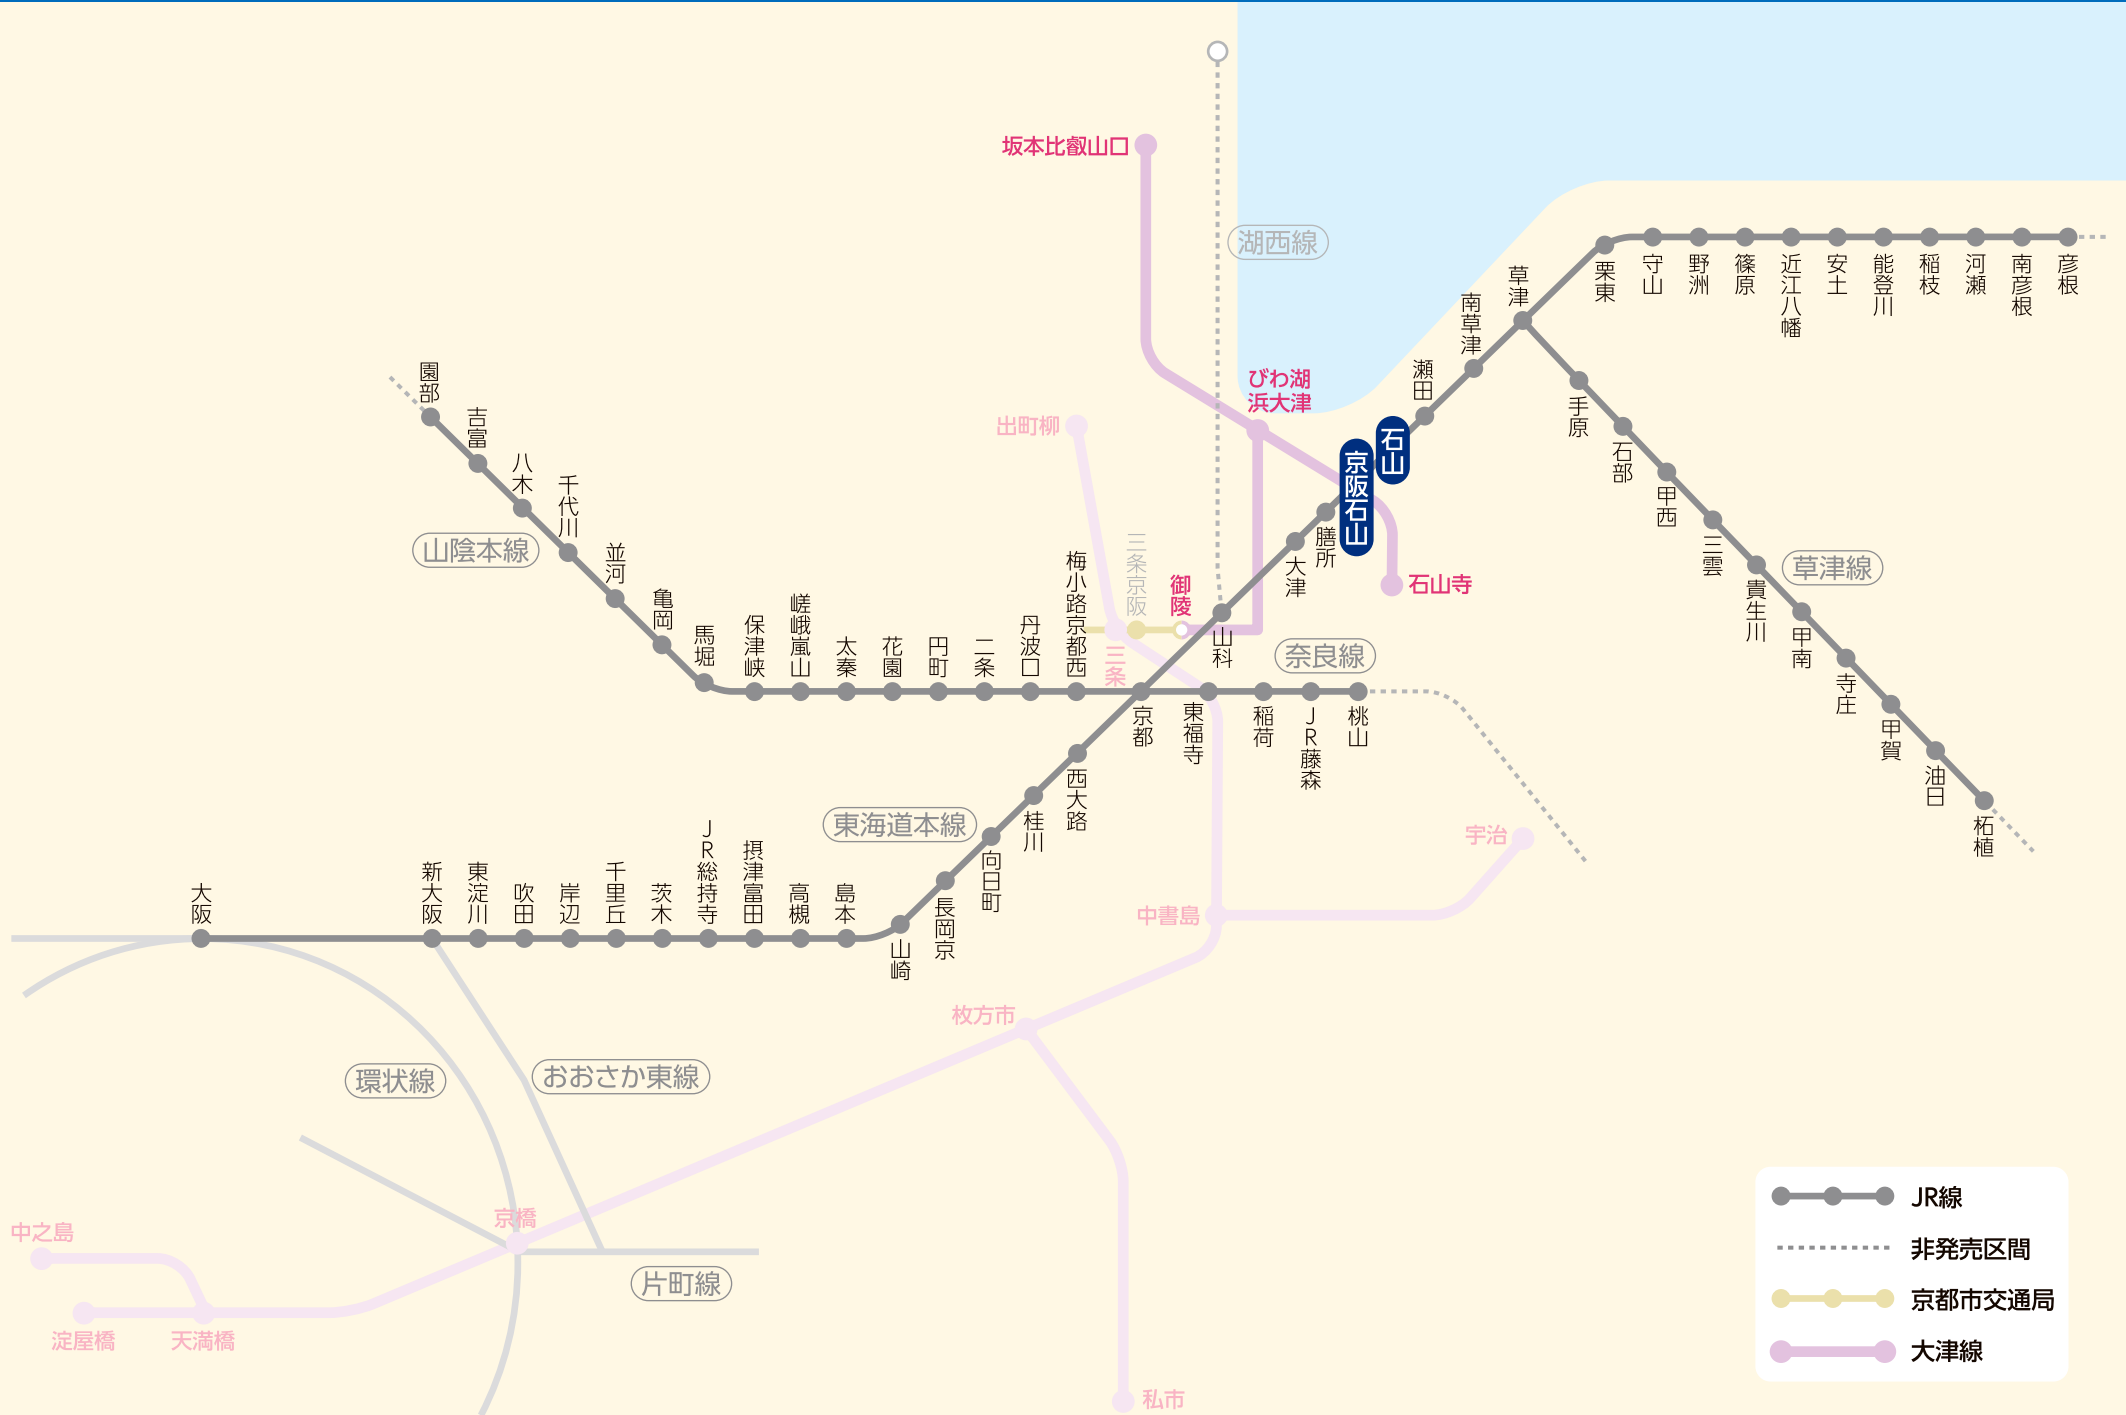 坂本比叡山口
湖西線
栗東
守山
野洲
篠原
近江八幡
安土
能登川
稲枝
河瀬
南彦根
彦根
草津
南草津
瀬田
びわ湖
浜大津
石山
京阪石山
膳所
大津
石山寺
手原
石部
甲西
三雲
貴生川
甲南
寺庄
甲賀
油日
柘植
草津線
園部
吉富
八木
千代川
並河
亀岡
馬堀
山陰本線
保津峡
嵯峨嵐山
太秦
花園
円町
二条
丹波口
梅小路京都西
出町柳
三条京阪
三条
御陵
山科
奈良線
京都
東福寺
稲荷
JR藤森
桃山
西大路
桂川
向日町
長岡京
山崎
東海道本線
大阪
新大阪
東淀川
吹田
岸辺
千里丘
茨木
JR総持寺
摂津富田
高槻
島本
宇治
中書島
枚方市
環状線
おおさか東線
京橋
中之島
淀屋橋
天満橋
片町線
私市
JR線
非発売区間
京都市交通局
大津線